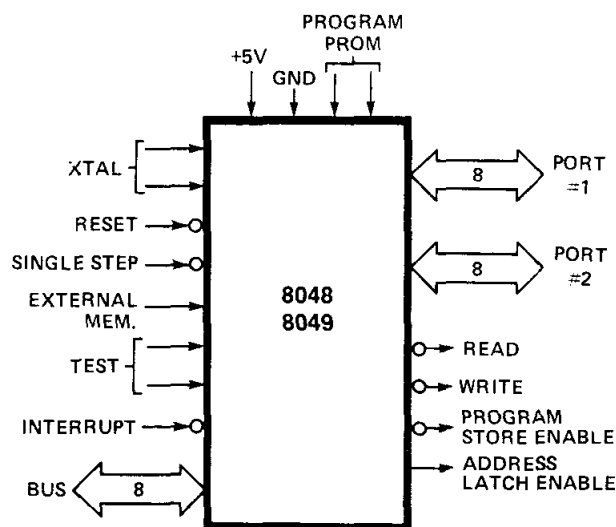 PROGRAM
PROM
+5V
GND
XTAL
RESET
SINGLE STEP
EXTERNAL
MEM.
TEST
INTERRUPT
BUS
8
8048
8049
8
PORT
#1
8
PORT
#2
READ
WRITE
PROGRAM
STORE ENABLE
ADDRESS
LATCH ENABLE